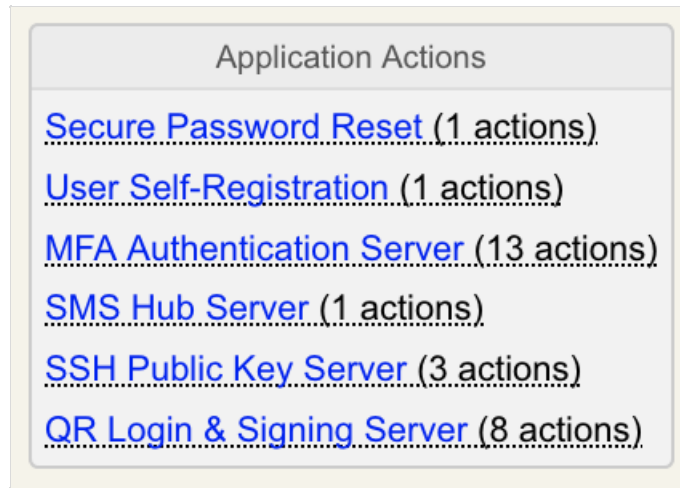 Application Actions
Secure Password Reset (1 actions)
User Self-Registration (1 actions)
MFA Authentication Server (13 actions)
SMS Hub Server (1 actions)
SSH Public Key Server (3 actions)
QR Login & Signing Server (8 actions)